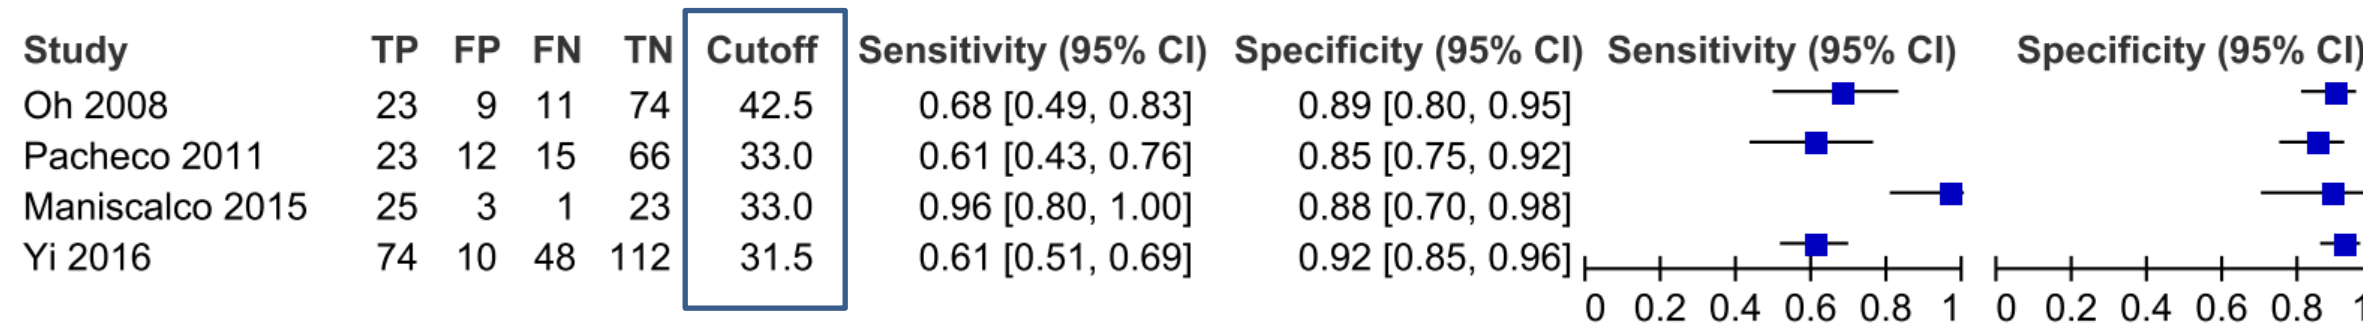 Study TP FP FN TN Cutoff Sensitivity (95% CI) Specificity (95% CI) Sensitivity (95% CI) Specificity (95% CI)
Oh 2008 23 9 11 74 42.5 0.68 [0.49, 0.83] 0.89 [0.80, 0.95]
Pacheco 2011 23 12 15 66 33.0 0.61 [0.43, 0.76] 0.85 [0.75, 0.92]
Maniscalco 2015 25 3 1 23 33.0 0.96 [0.80, 1.00] 0.88 [0.70, 0.98]
Yi 2016 74 10 48 112 31.5 0.61 [0.51, 0.69] 0.92 [0.85, 0.96]
0 0.2 0.4 0.6 0.8 1 0 0.2 0.4 0.6 0.8 1